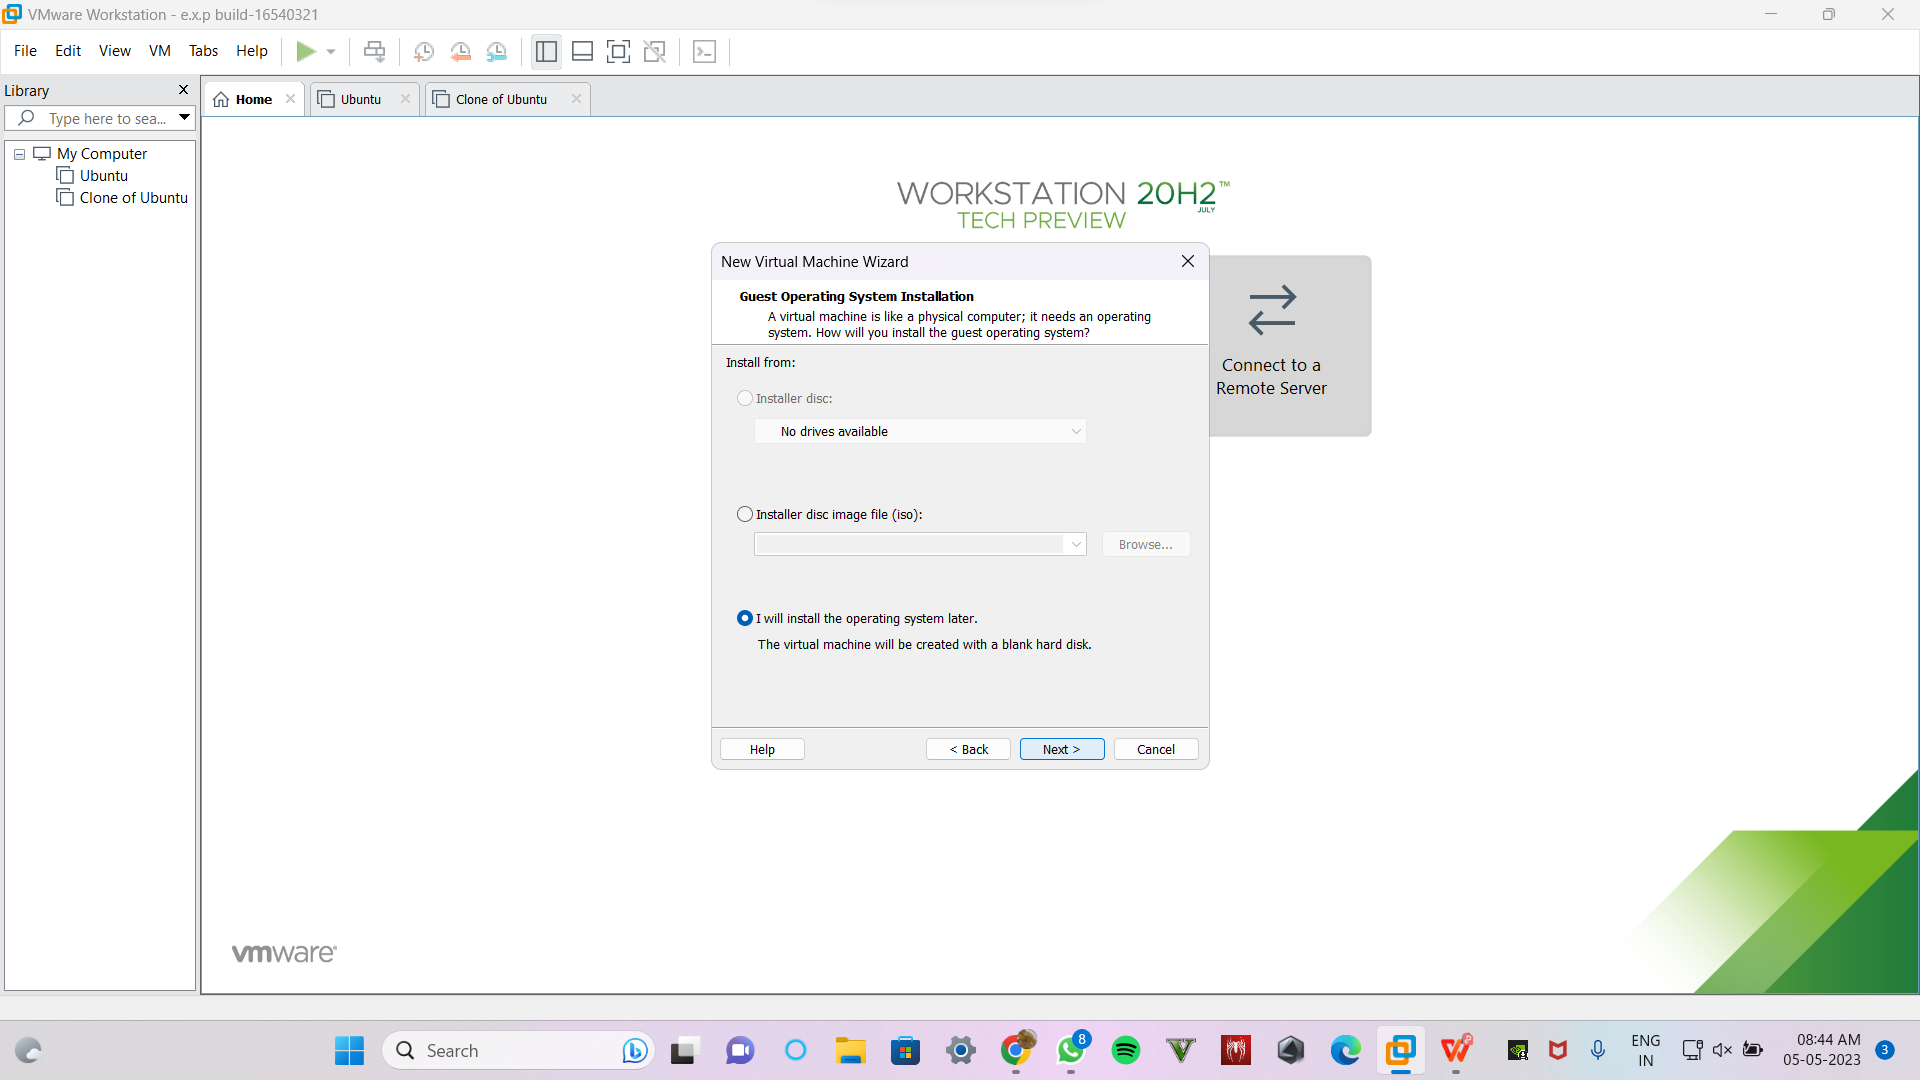 VMware Workstation - e.x.p build-16540321
File Edit View VM Tabs Help
Library
Type here to sea...
My Computer
Ubuntu
Clone of Ubuntu
Home
Ubuntu
Clone of Ubuntu
WORKSTATION 20H2™
JULY
TECH PREVIEW
New Virtual Machine Wizard
Guest Operating System Installation
A virtual machine is like a physical computer; it needs an operating
system. How will you install the guest operating system?
Install from:
Installer disc:
No drives available
Installer disc image file (iso):
Browse...
I will install the operating system later.
The virtual machine will be created with a blank hard disk.
Help
< Back
Next >
Cancel
Connect to a
Remote Server
vmware
Search
8
ENG
IN
08:44 AM
05-05-2023
3